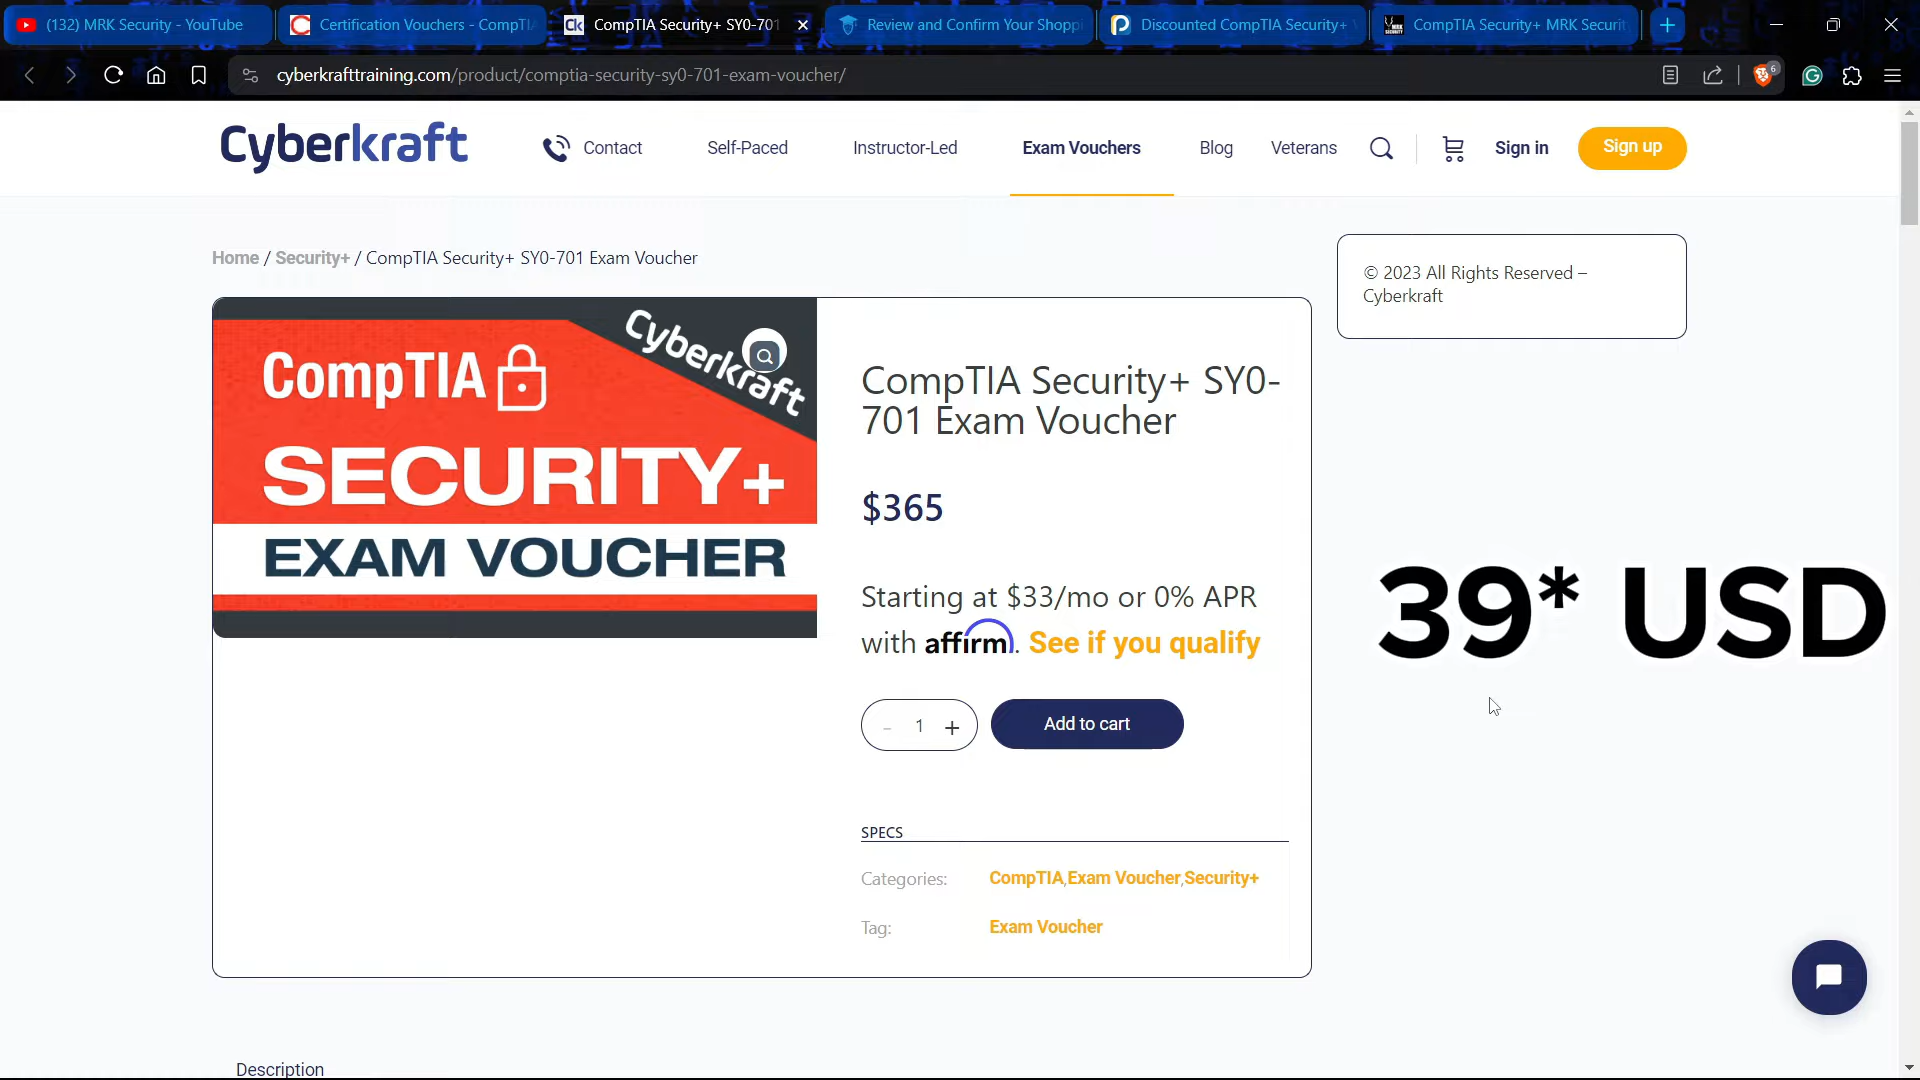 (132) MRK Security - YouTube
Certification Vouchers - CompTIA
CompTIA Security+ SY0-701
Review and Confirm Your Shoppi
Discounted CompTIA Security+ V
CompTIA Security+ MRK Securit
cyberkrafttraining.com/product/comptia-security-sy0-701-exam-voucher/
6
Cyberkraft
Contact
Self-Paced
Instructor-Led
Exam Vouchers
Blog
Veterans
Sign in
Sign up
Home / Security+ / CompTIA Security+ SY0-701 Exam Voucher
© 2023 All Rights Reserved –
Cyberkraft
Cyberkraft
CompTIA
SECURITY+
EXAM VOUCHER
CompTIA Security+ SY0-
701 Exam Voucher
$365
Starting at $33/mo or 0% APR
with affirm. See if you qualify
39* USD
- 1 +
Add to cart
SPECS
Categories: CompTIA,Exam Voucher,Security+
Tag: Exam Voucher
Description